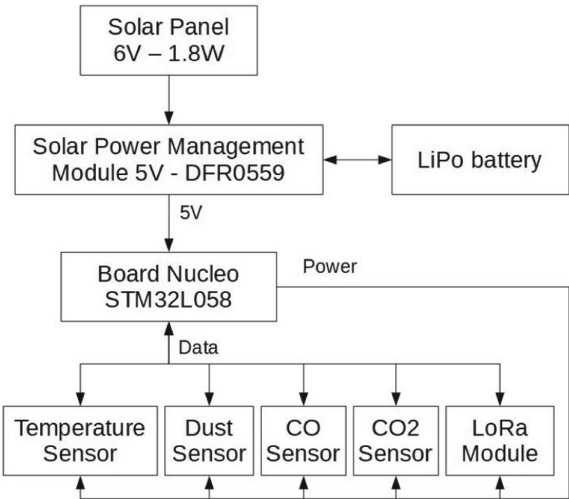 Solar Panel
6V – 1.8W
Solar Power Management
Module 5V - DFR0559
LiPo battery
5V
Board Nucleo
STM32L058
Power
Data
Temperature
Sensor
Dust
Sensor
CO
Sensor
CO2
Sensor
LoRa
Module